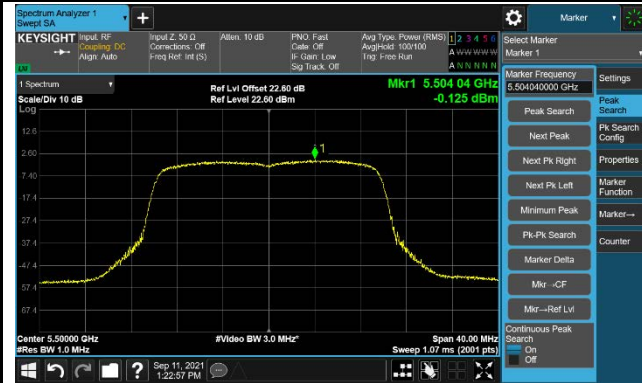 Spectrum Analyzer 1
Swept SA
+
Marker
KEYSIGHT
Input: RF
Coupling: DC
Align: Auto
Input Z: 50 Ω
Corrections: Off
Freq Ref: Int (S)
Atten: 10 dB
PNO: Fast
Gate: Off
IF Gain: Low
Sig Track: Off
Avg Type: Power (RMS)
Avg|Hold: 100/100
Trig: Free Run
1 2 3 4 5 6
A W W W W W
A N N N N N
LXI
Select Marker
Marker 1
1 Spectrum
Scale/Div 10 dB
Log
Ref Lvl Offset 22.60 dB
Ref Level 22.60 dBm
Mkr1 5.504 04 GHz
-0.125 dBm
12.6
2.60
-7.40
-17.4
-27.4
-37.4
-47.4
-57.4
-67.4
1
Center 5.50000 GHz
#Res BW 1.0 MHz
#Video BW 3.0 MHz*
Span 40.00 MHz
Sweep 1.07 ms (2001 pts)
Marker Frequency
5.504040000 GHz
Peak Search
Next Peak
Next Pk Right
Next Pk Left
Minimum Peak
Pk-Pk Search
Marker Delta
Mkr→CF
Mkr→Ref Lvl
Continuous Peak
Search
On
Off
Settings
Peak
Search
Pk Search
Config
Properties
Marker
Function
Marker→
Counter
?
Sep 11, 2021
1:22:57 PM